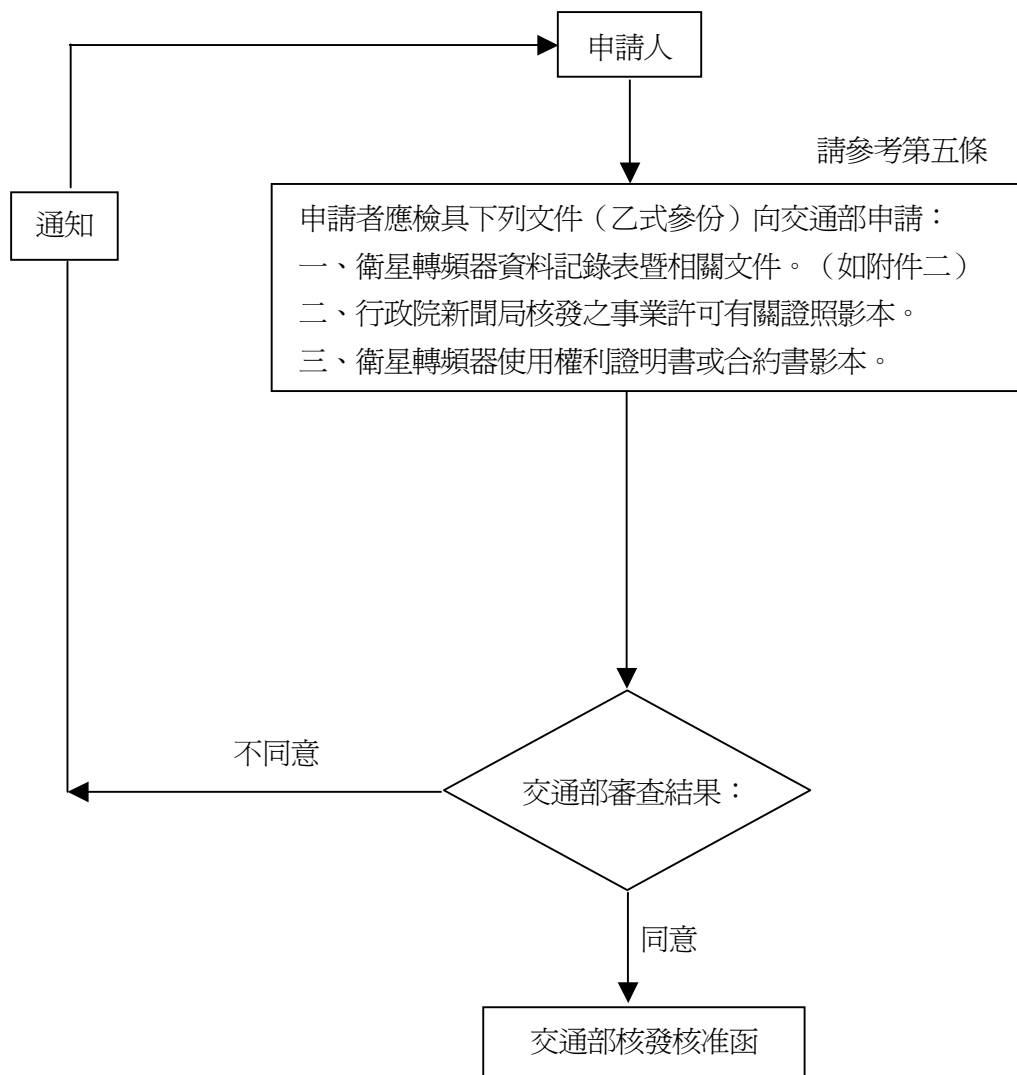 申請人
請參考第五條
通知
申請者應檢具下列文件（乙式參份）向交通部申請：
一、衛星轉頻器資料記錄表暨相關文件。（如附件二）
二、行政院新聞局核發之事業許可有關證照影本。
三、衛星轉頻器使用權利證明書或合約書影本。
不同意
交通部審查結果：
同意
交通部核發核准函